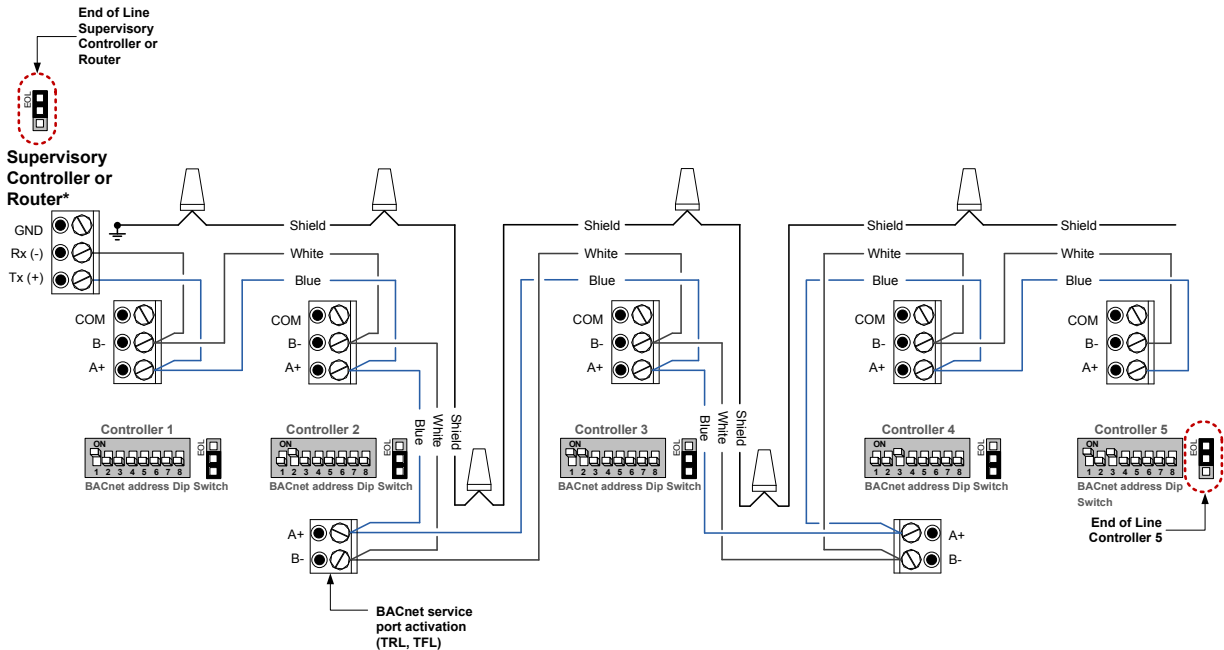 End of Line
Supervisory
Controller or
Router
EOL
Supervisory
Controller or
Router*
GND
Rx (-)
Tx (+)
Shield
White
Blue
Shield
White
Blue
Shield
White
Blue
Shield
White
Blue
COM
B-
A+
COM
B-
A+
COM
B-
A+
COM
B-
A+
COM
B-
A+
Blue
White
Shield
Blue
White
Shield
Controller 1
ON
1 2 3 4 5 6 7 8
EOL
BACnet address Dip Switch
Controller 2
ON
1 2 3 4 5 6 7 8
EOL
BACnet address Dip Switch
Controller 3
ON
1 2 3 4 5 6 7 8
EOL
BACnet address Dip Switch
Controller 4
ON
1 2 3 4 5 6 7 8
EOL
BACnet address Dip Switch
Controller 5
ON
1 2 3 4 5 6 7 8
EOL
BACnet address Dip
Switch
End of Line
Controller 5
A+
B-
A+
B-
BACnet service
port activation
(TRL, TFL)